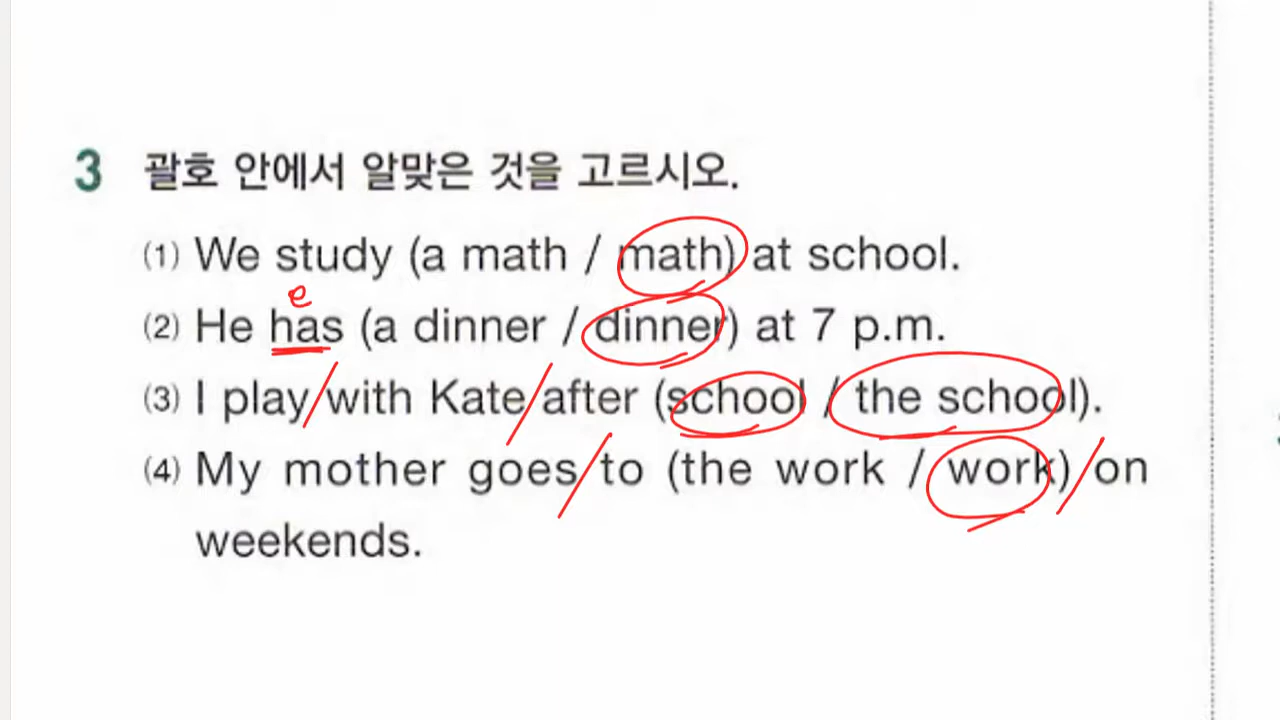 3 괄호 안에서 알맞은 것을 고르시오.
(1) We study (a math / math) at school.
e
(2) He has (a dinner / dinner) at 7 p.m.
(3) I play/with Kate/after (school / the school).
(4) My mother goes/to (the work / work)/on
weekends.